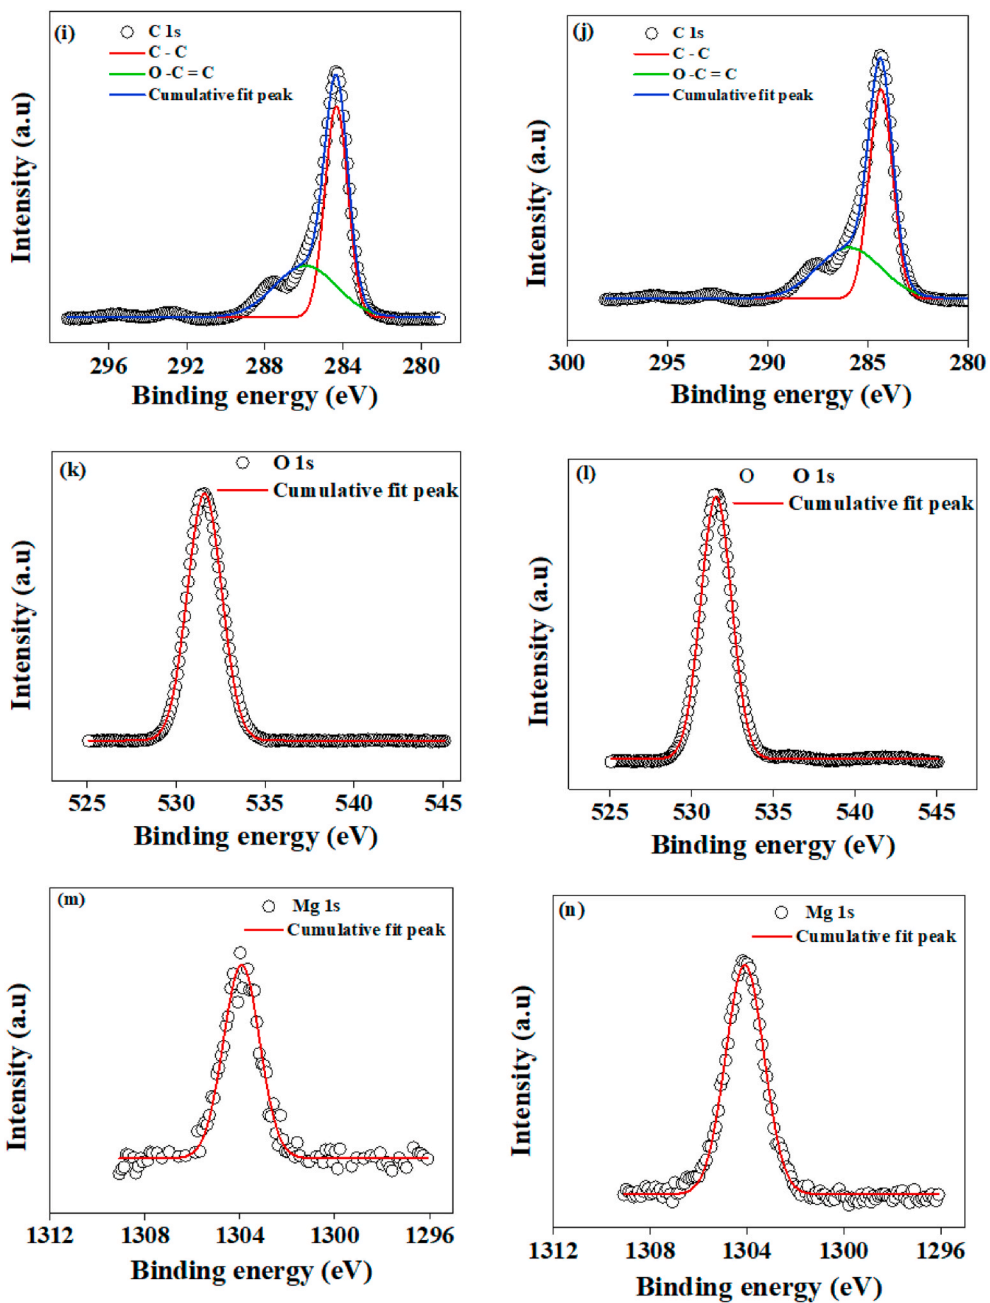 (i)
C 1s
C - C
O -C = C
Cumulative fit peak
Intensity (a.u)
296 292 288 284 280
Binding energy (eV)
(j)
C 1s
C - C
O -C = C
Cumulative fit peak
Intensity (a.u)
300 295 290 285 280
Binding energy (eV)
(k)
O 1s
Cumulative fit peak
Intensity (a.u)
525 530 535 540 545
Binding energy (eV)
(l)
O 1s
Cumulative fit peak
Intensity (a.u)
525 530 535 540 545
Binding energy (eV)
(m)
Mg 1s
Cumulative fit peak
Intensity (a.u)
1312 1308 1304 1300 1296
Binding energy (eV)
(n)
Mg 1s
Cumulative fit peak
Intensity (a.u)
1312 1308 1304 1300 1296
Binding energy (eV)